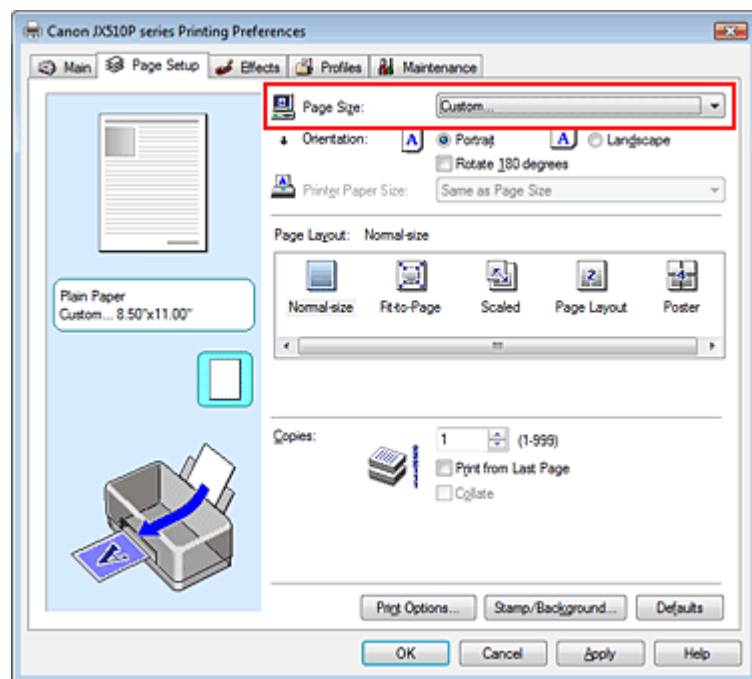 Canon JX510P series Printing Preferences
Main Page Setup Effects Profiles Maintenance
Page Size: Custom...
Orientation: A Portrait A Landscape
Rotate 180 degrees
Printer Paper Size: Same as Page Size
Page Layout: Normal-size
Normal-size Fit-to-Page Scaled Page Layout Poster
Plain Paper
Custom... 8.50"x11.00"
Copies: 1 (1-999)
Print from Last Page
Collate
Print Options... Stamp/Background... Defaults
OK Cancel Apply Help